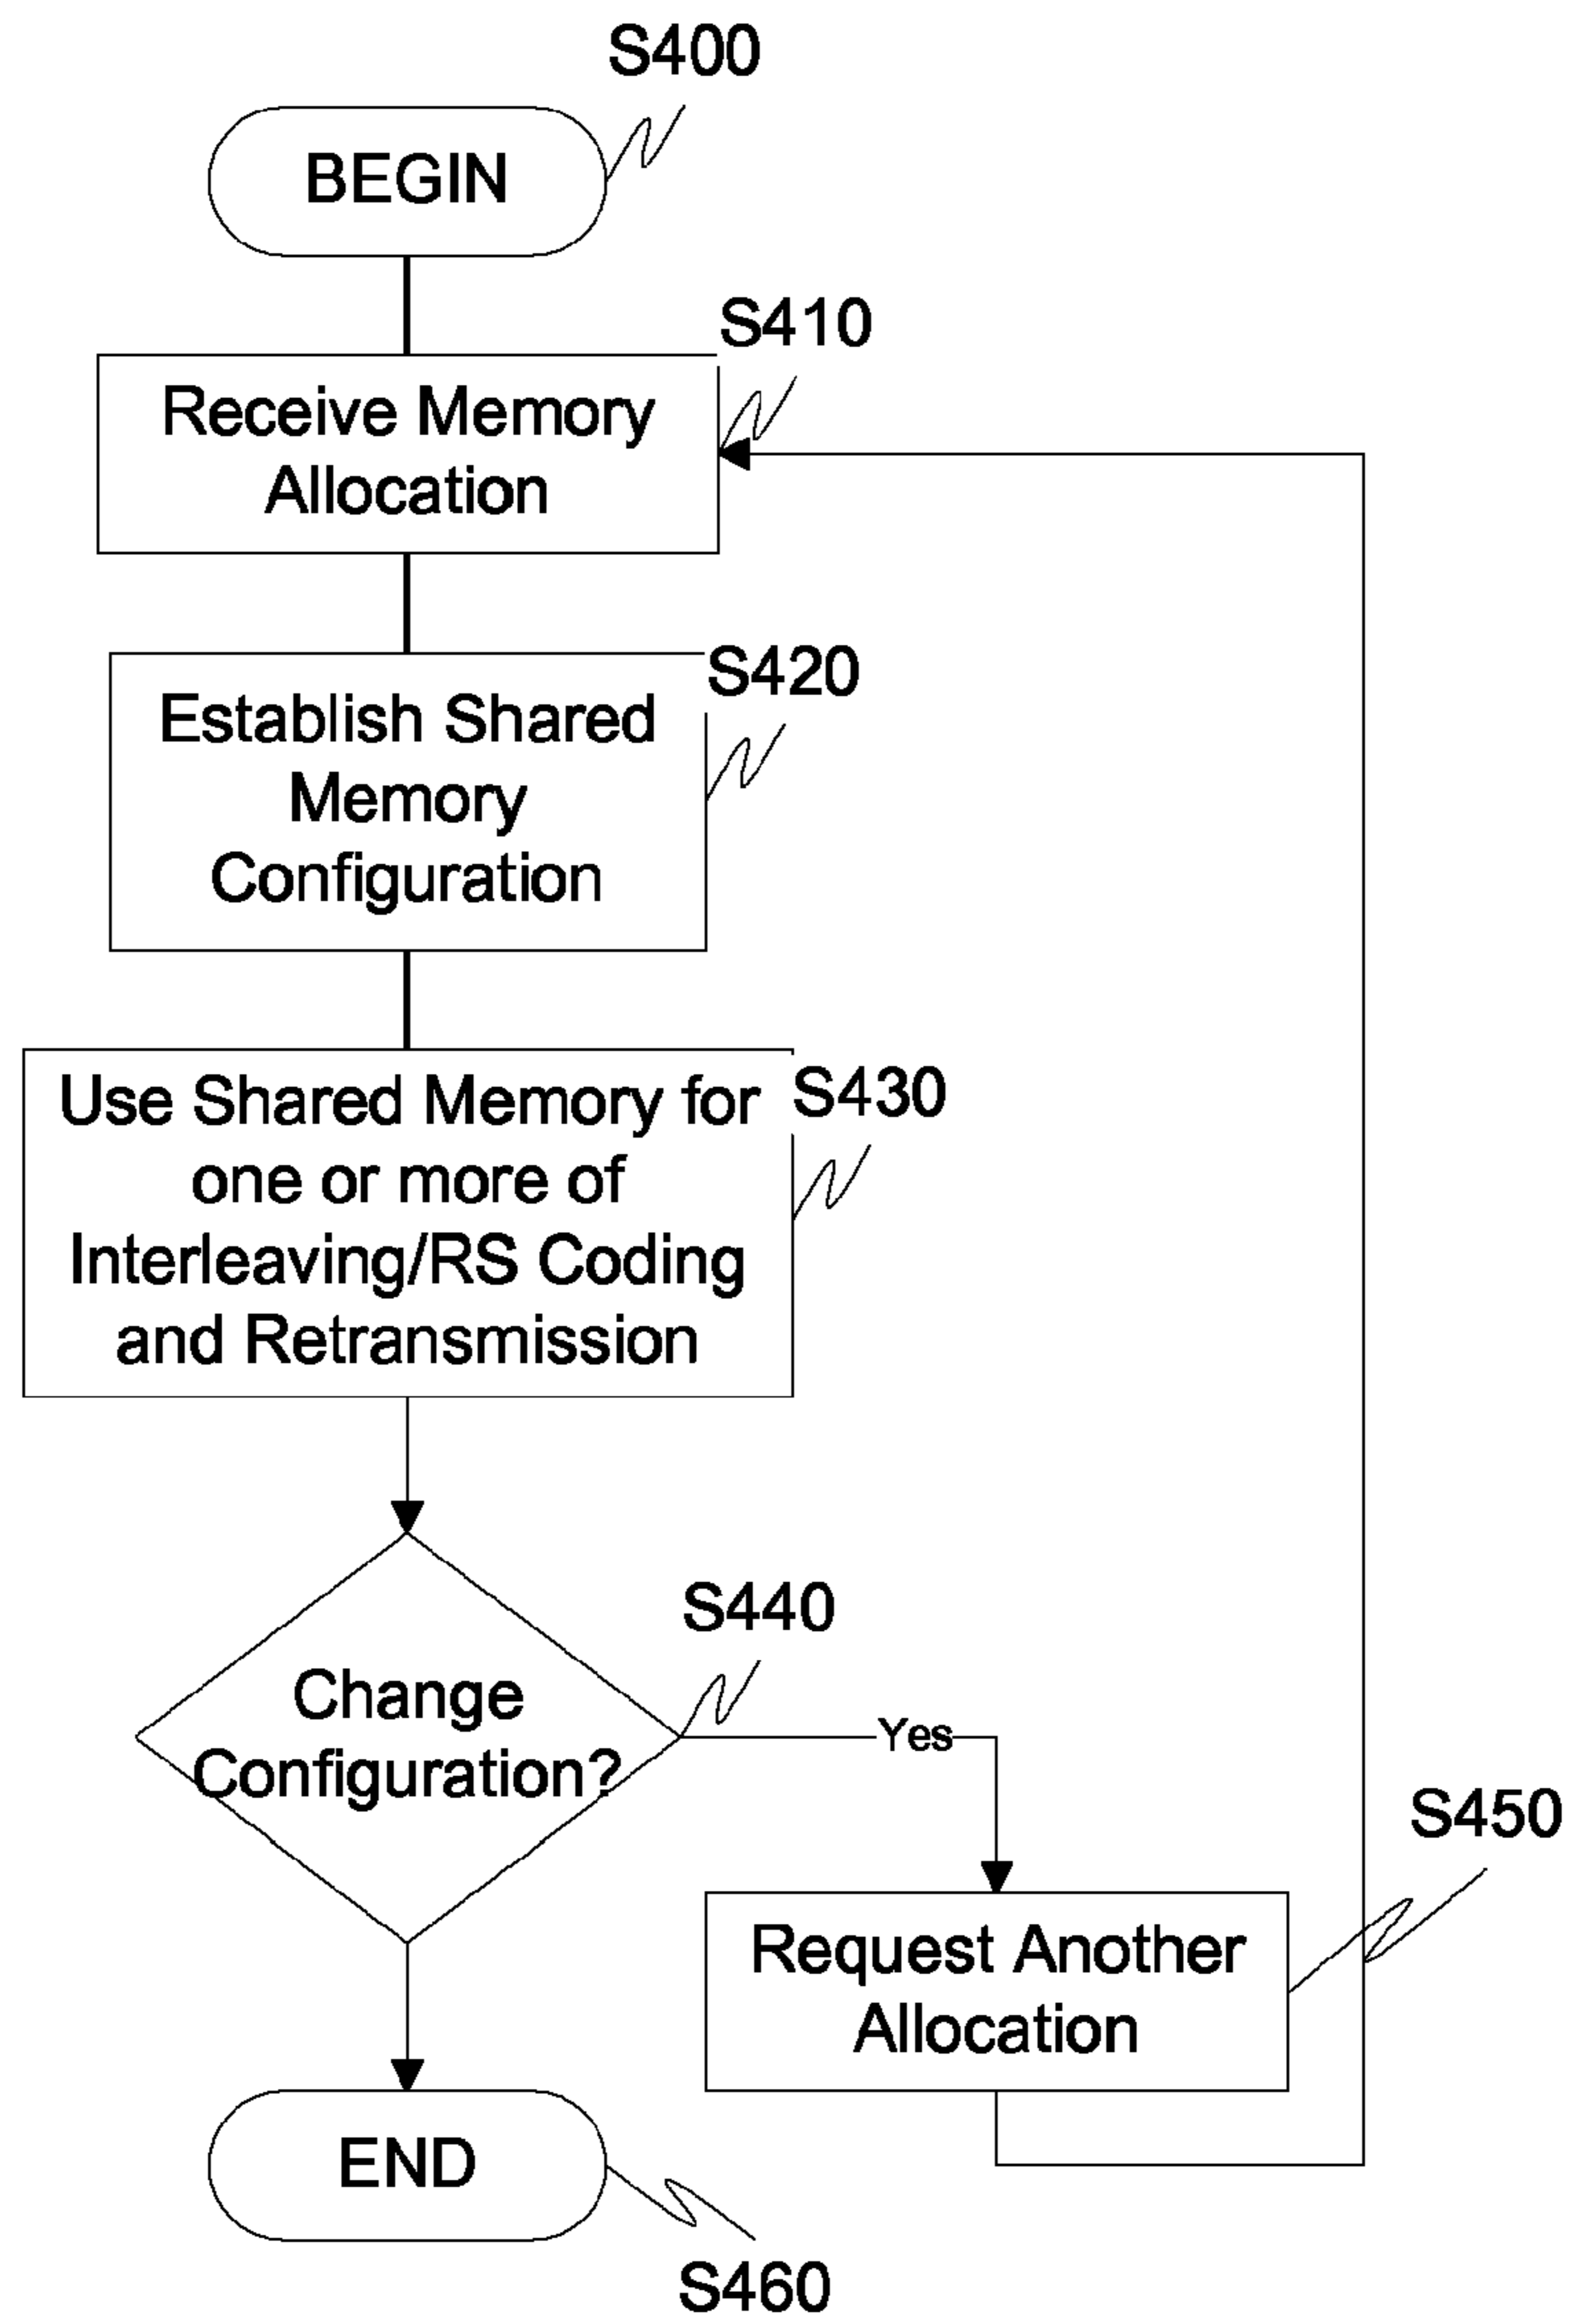 S400
BEGIN
S410
Receive Memory
Allocation
S420
Establish Shared
Memory
Configuration
S430
Use Shared Memory for
one or more of
Interleaving/RS Coding
and Retransmission
S440
Change
Configuration?
Yes
S450
Request Another
Allocation
END
S460